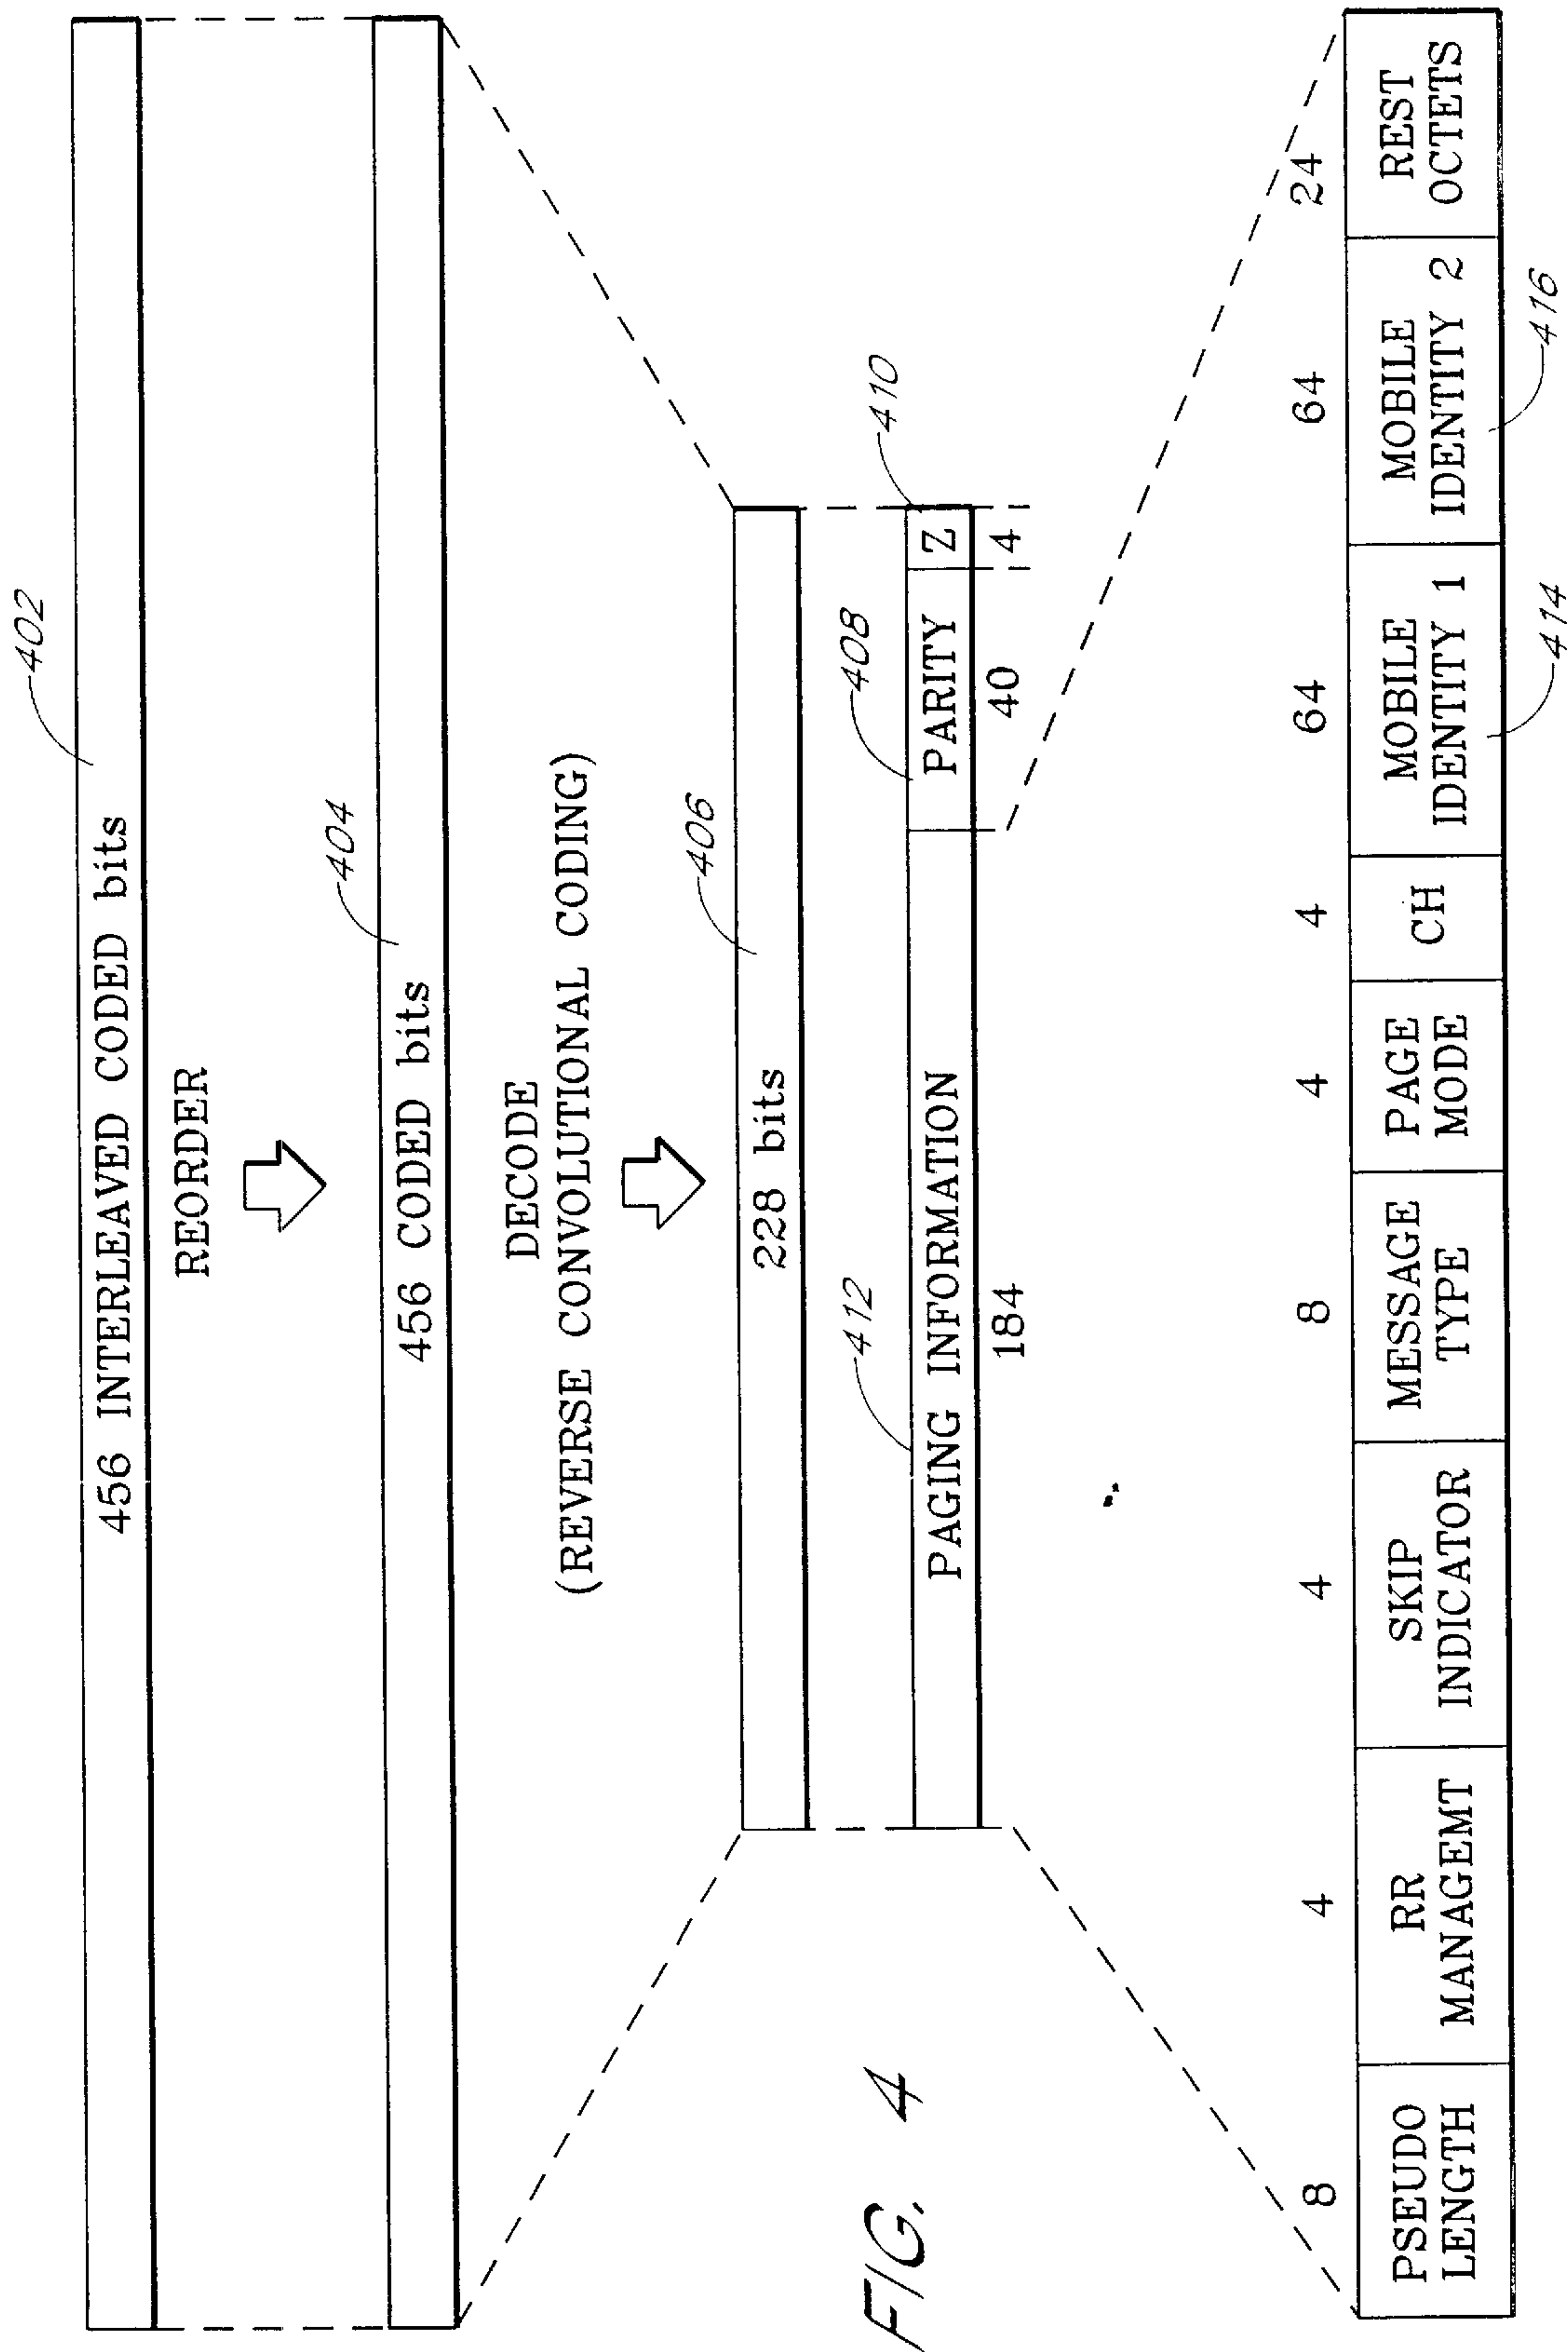 402
456 INTERLEAVED CODED bits
REORDER
404
456 CODED bits
DECODE
(REVERSE CONVOLUTIONAL CODING)
406
228 bits
412
408
410
PAGING INFORMATION
PARITY
Z
184
40
4
FIG. 4
8
4
4
8
4
4
64
64
24
PSEUDO
LENGTH
RR
MANAGEMT
SKIP
INDICATOR
MESSAGE
TYPE
PAGE
MODE
CH
MOBILE
IDENTITY 1
MOBILE
IDENTITY 2
REST
OCTETS
414
416